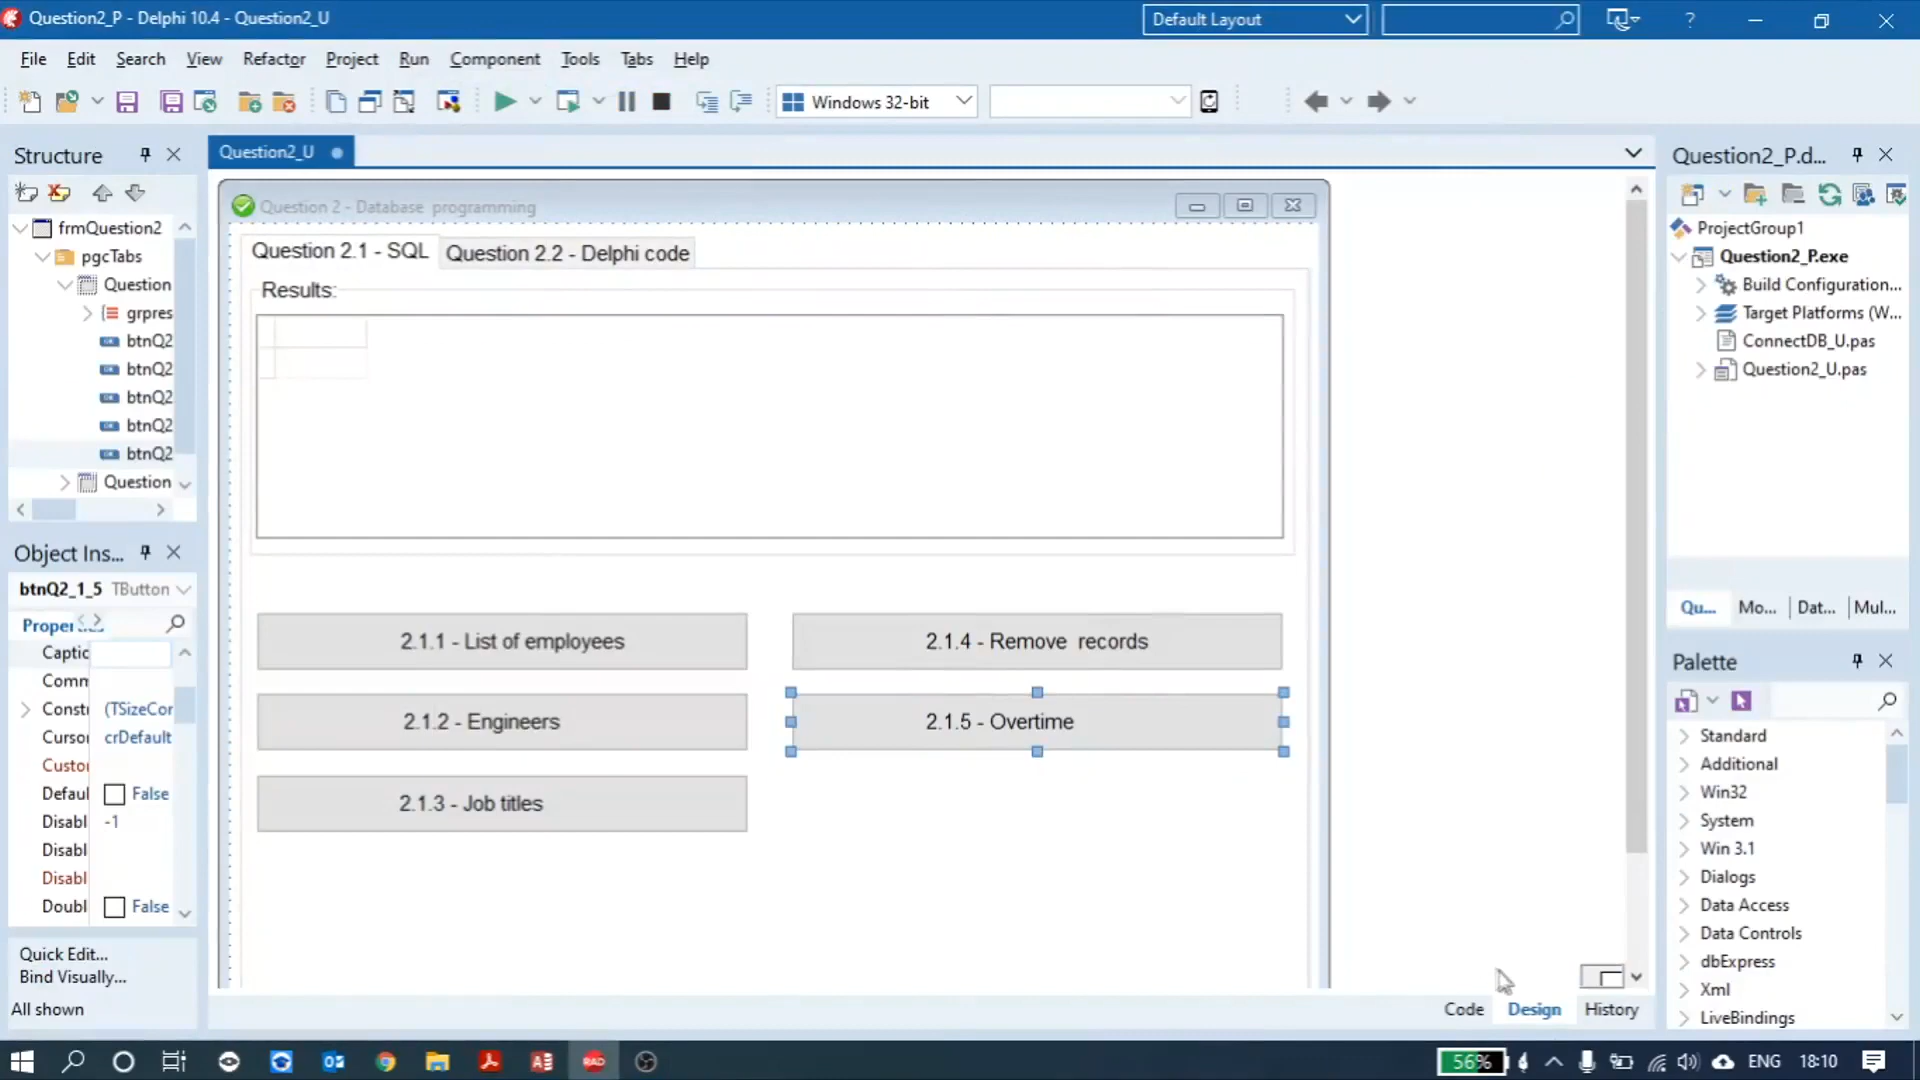 Question2_P - Delphi 10.4 - Question2_U
Default Layout
?
File Edit Search View Refactor Project Run Component Tools Tabs Help
Windows 32-bit
Structure
frmQuestion2
pgcTabs
Question
grpres
btnQ2
btnQ2
btnQ2
btnQ2
btnQ2
Question
Object Ins...
btnQ2_1_5 TButton
Captic
Comm
Constr (TSizeCor
Cursor crDefault
Custor
Defaul False
Disabl -1
Disabl
Disabl
Doubl False
Quick Edit...
Bind Visually...
All shown
Question2_U
Question 2 - Database programming
Question 2.1 - SQL Question 2.2 - Delphi code
Results:
2.1.1 - List of employees
2.1.4 - Remove records
2.1.2 - Engineers
2.1.5 - Overtime
2.1.3 - Job titles
Code Design History
Question2_P.d...
ProjectGroup1
Question2_P.exe
Build Configuration...
Target Platforms (W...
ConnectDB_U.pas
Question2_U.pas
Qu... Mo... Dat... Mul...
Palette
Standard
Additional
Win32
System
Win 3.1
Dialogs
Data Access
Data Controls
dbExpress
Xml
LiveBindings
RAD
56%
ENG 18:10